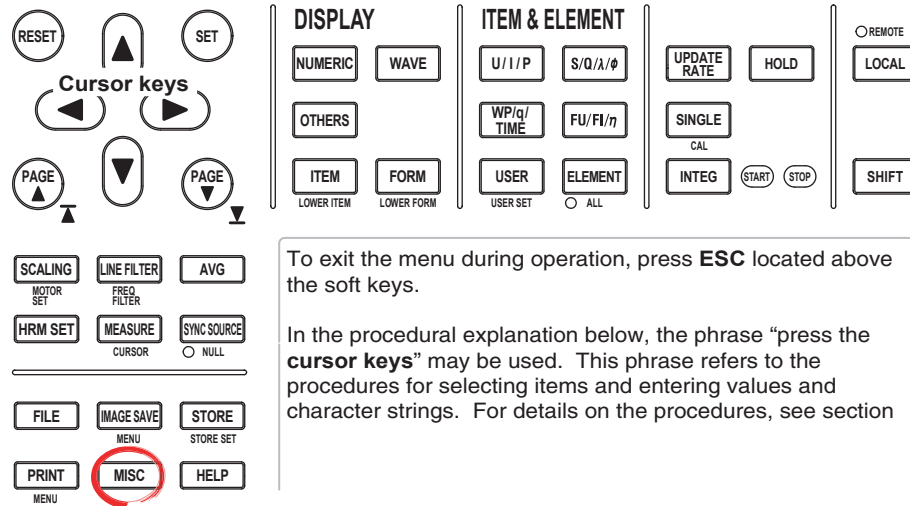 DISPLAY
ITEM & ELEMENT
RESET
SET
REMOTE
NUMERIC
WAVE
U / I / P
S/Q/λ/ϕ
UPDATE
RATE
HOLD
LOCAL
Cursor keys
OTHERS
WP/q/
TIME
FU/FI/η
SINGLE
CAL
PAGE
PAGE
ITEM
FORM
USER
ELEMENT
INTEG
START
STOP
SHIFT
LOWER ITEM
LOWER FORM
USER SET
ALL
SCALING
LINE FILTER
AVG
MOTOR
SET
FREQ
FILTER
HRM SET
MEASURE
SYNC SOURCE
CURSOR
NULL
FILE
IMAGE SAVE
STORE
MENU
STORE SET
PRINT
MISC
HELP
MENU
To exit the menu during operation, press ESC located above
the soft keys.
In the procedural explanation below, the phrase “press the
cursor keys” may be used.  This phrase refers to the
procedures for selecting items and entering values and
character strings.  For details on the procedures, see section